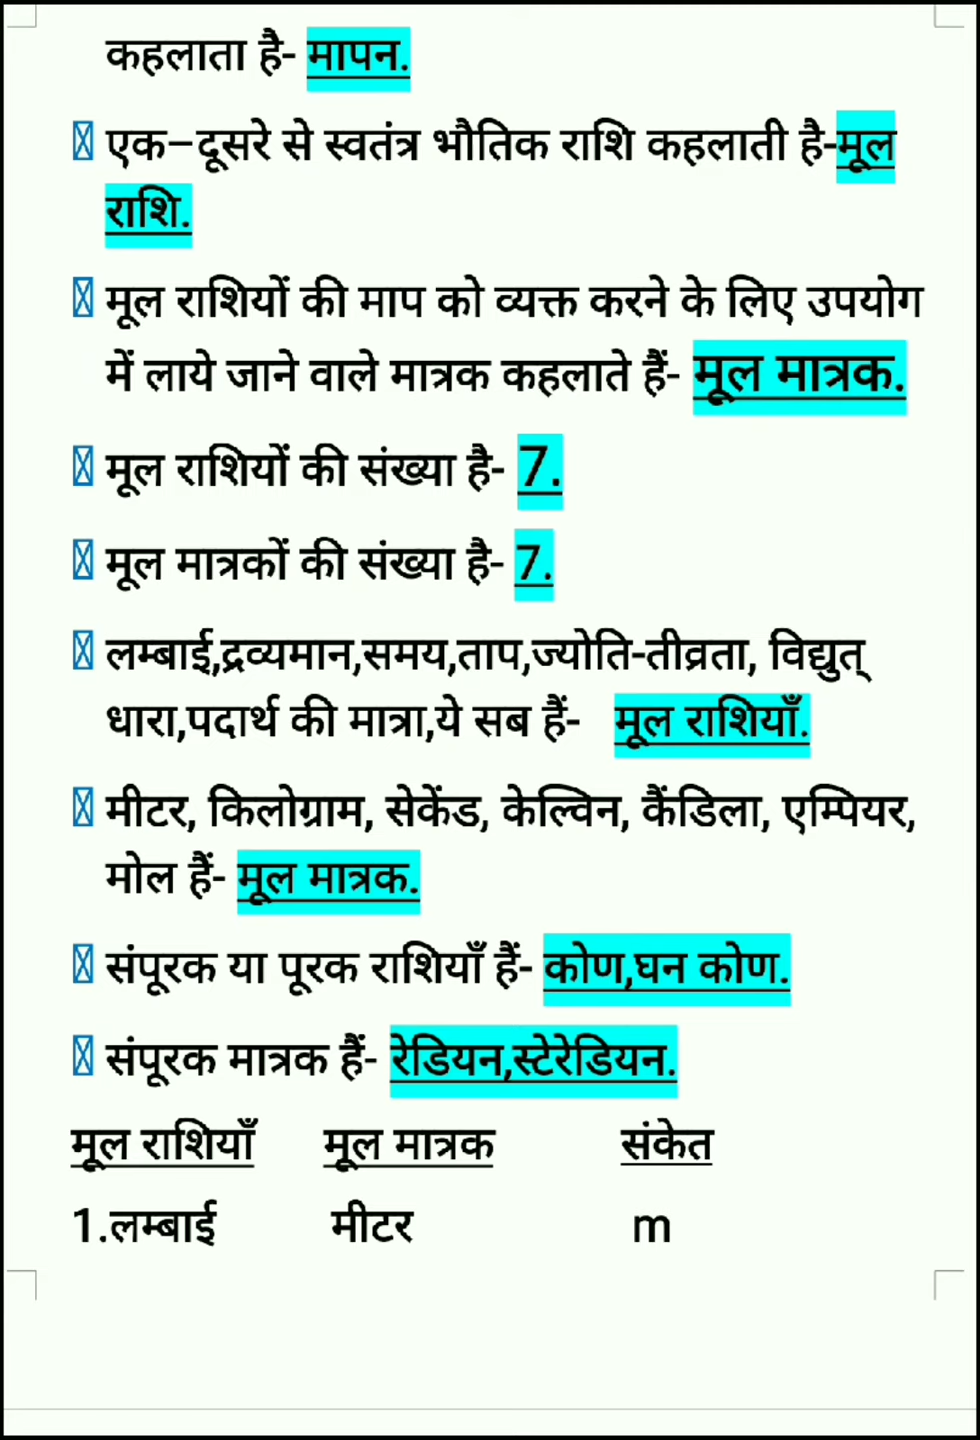 कहलाता है- मापन.
एक–दूसरे से स्वतंत्र भौतिक राशि कहलाती है-मूल
राशि.
मूल राशियों की माप को व्यक्त करने के लिए उपयोग
में लाये जाने वाले मात्रक कहलाते हैं- मूल मात्रक.
मूल राशियों की संख्या है- 7.
मूल मात्रकों की संख्या है- 7.
लम्बाई,द्रव्यमान,समय,ताप,ज्योति-तीव्रता, विद्युत्
धारा,पदार्थ की मात्रा,ये सब हैं- मूल राशियाँ.
मीटर, किलोग्राम, सेकेंड, केल्विन, कैंडिला, एम्पियर,
मोल हैं- मूल मात्रक.
संपूरक या पूरक राशियाँ हैं- कोण,घन कोण.
संपूरक मात्रक हैं- रेडियन,स्टेरेडियन.
मूल राशियाँ मूल मात्रक संकेत
1.लम्बाई मीटर m